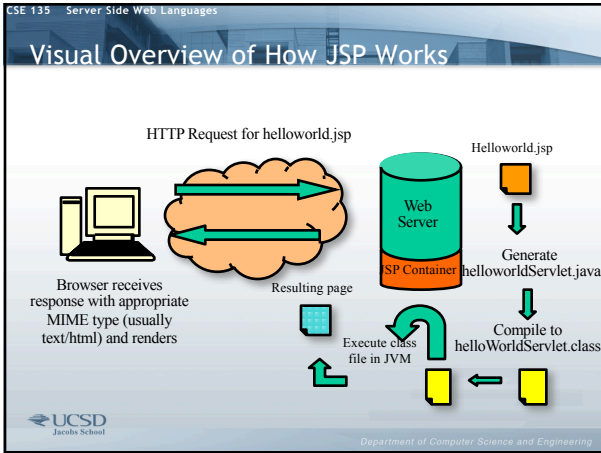 CSE 135 Server Side Web Languages
Visual Overview of How JSP Works
HTTP Request for helloworld.jsp
Helloworld.jsp
Web
Server
JSP Container
Generate
helloworldServlet.java
Browser receives
response with appropriate
MIME type (usually
text/html) and renders
Resulting page
Execute class
file in JVM
Compile to
helloWorldServlet.class
UCSD
Jacobs School
Department of Computer Science and Engineering